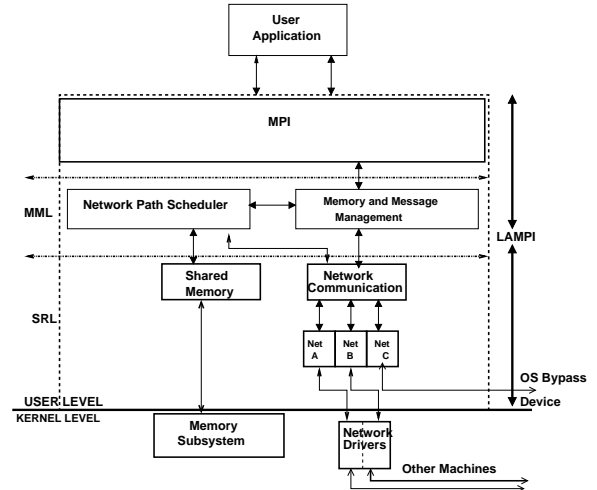 User
Application
MPI
MML
Network Path Scheduler
Memory and Message
Management
LAMPI
Shared
Memory
Network
Communication
SRL
Net
A
Net
B
Net
C
OS Bypass
Device
USER LEVEL
KERNEL LEVEL
Memory
Subsystem
Network
Drivers
Other Machines